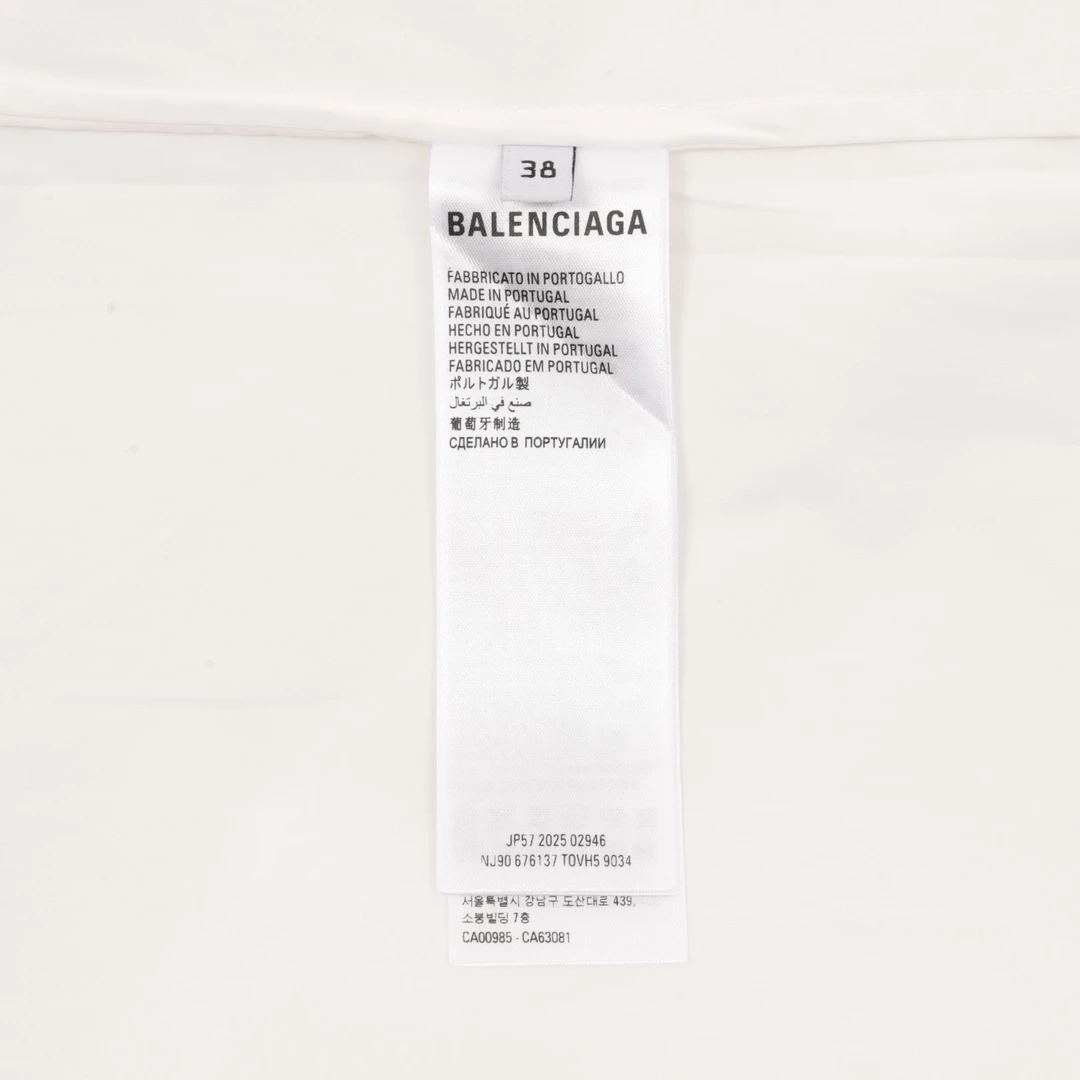 38
BALENCIAGA
FABBRICATO IN PORTOGALLO
MADE IN PORTUGAL
FABRIQUÉ AU PORTUGAL
HECHO EN PORTUGAL
HERGESTELLT IN PORTUGAL
FABRICADO EM PORTUGAL
ポルトガル製
صنع في البرتغال
葡萄牙制造
СДЕЛАНО В ПОРТУГАЛИИ
JP57 2025 02946
NJ90 676137 TOVH5 9034
서울특별시 강남구 도산대로 439,
소봉빌딩 7층
CA00985 - CA63081